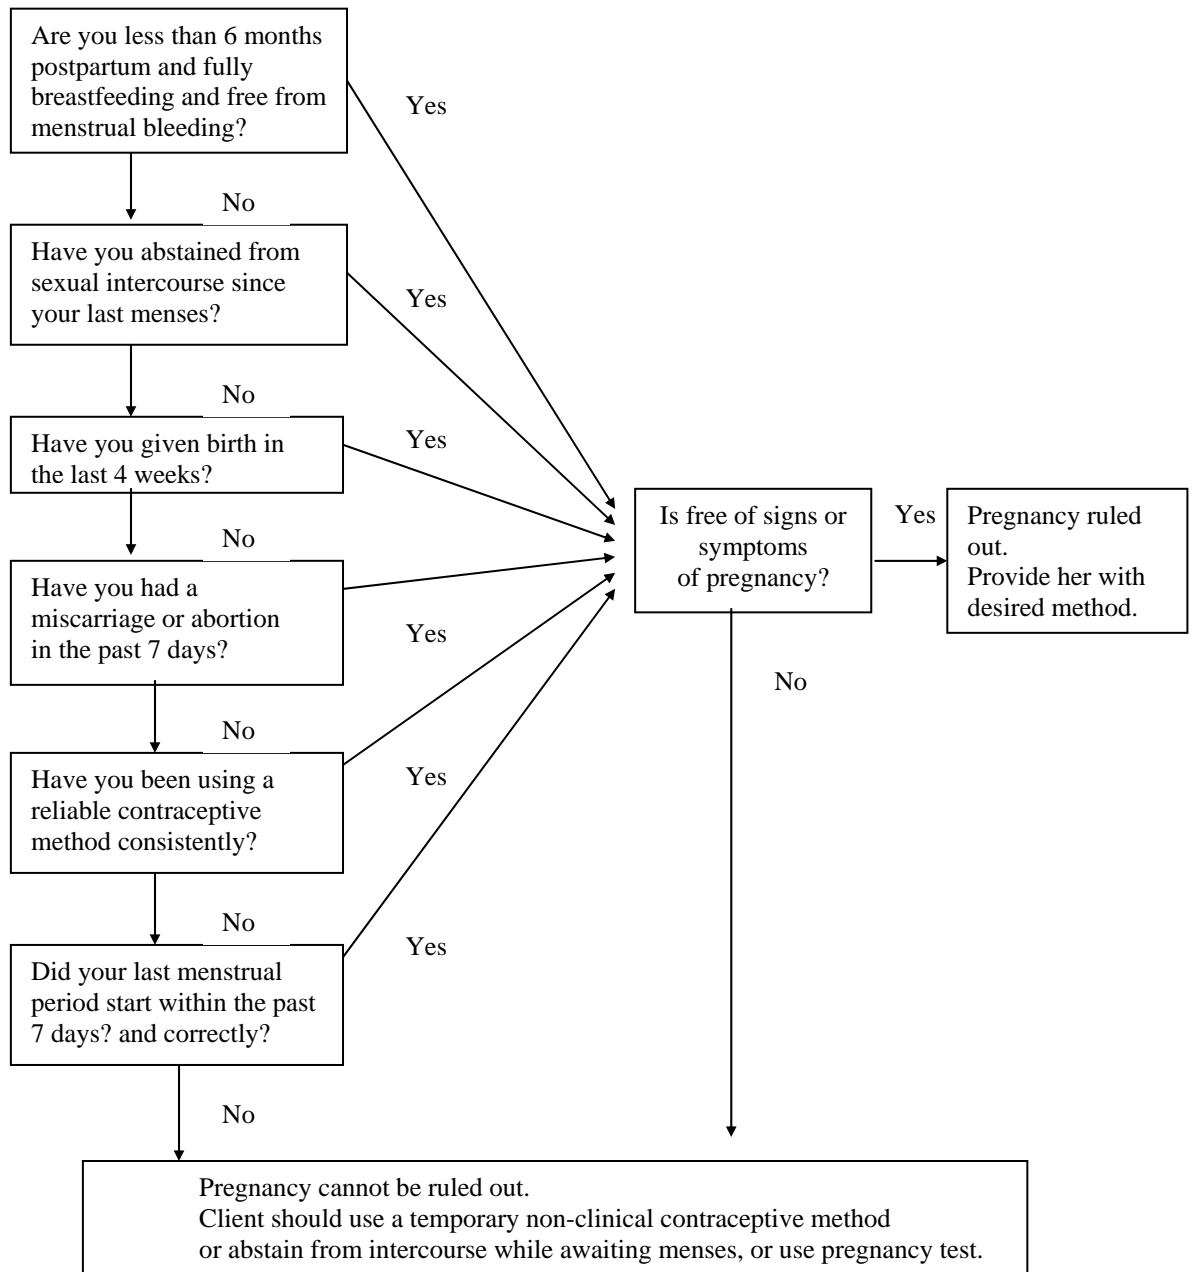 Are you less than 6 months
postpartum and fully
breastfeeding and free from
menstrual bleeding?
Yes
No
Have you abstained from
sexual intercourse since
your last menses?
Yes
No
Have you given birth in
the last 4 weeks?
Yes
No
Have you had a
miscarriage or abortion
in the past 7 days?
Yes
No
Have you been using a
reliable contraceptive
method consistently?
Yes
No
Did your last menstrual
period start within the past
7 days? and correctly?
Yes
No
Is free of signs or
symptoms
of pregnancy?
Yes
No
Pregnancy ruled
out.
Provide her with
desired method.
Pregnancy cannot be ruled out.
Client should use a temporary non-clinical contraceptive method
or abstain from intercourse while awaiting menses, or use pregnancy test.